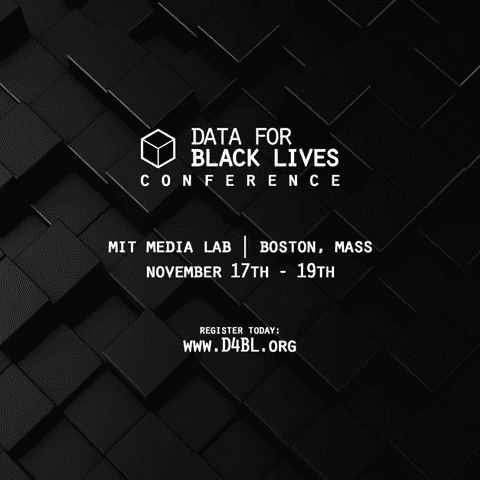 DATA FOR
BLACK LIVES
CONFERENCE
MIT MEDIA LAB | BOSTON, MASS
NOVEMBER 17TH - 19TH
REGISTER TODAY:
WWW.D4BL.ORG